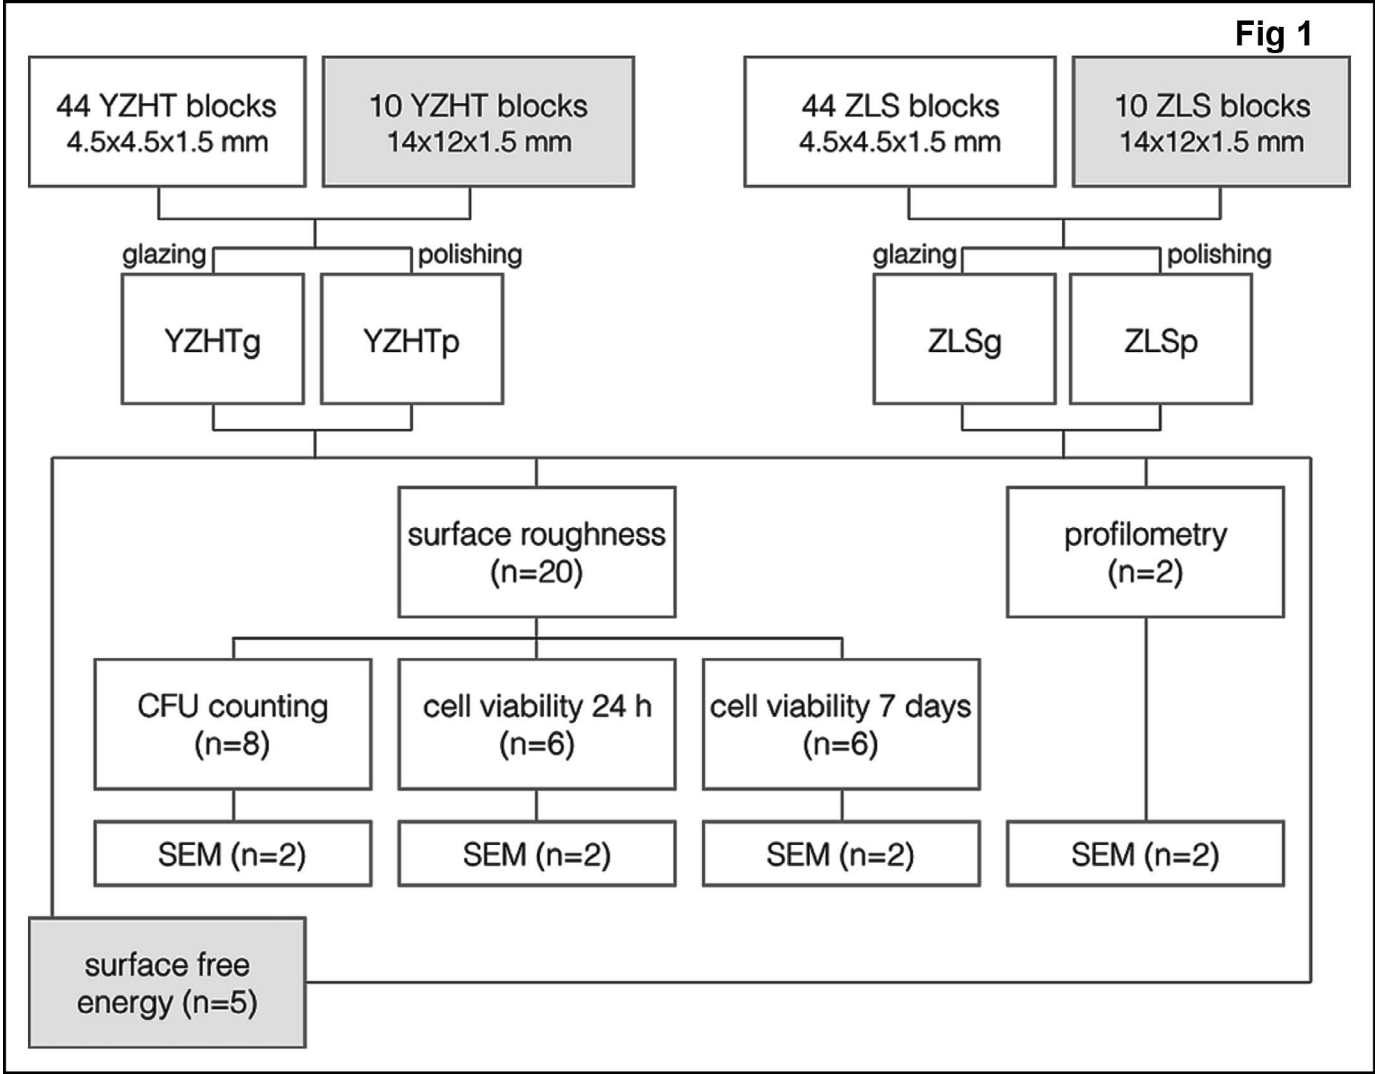 Fig 1
44 YZHT blocks
4.5x4.5x1.5 mm
10 YZHT blocks
14x12x1.5 mm
44 ZLS blocks
4.5x4.5x1.5 mm
10 ZLS blocks
14x12x1.5 mm
glazing
polishing
glazing
polishing
YZHTg
YZHTp
ZLSg
ZLSp
surface roughness
(n=20)
profilometry
(n=2)
CFU counting
(n=8)
cell viability 24 h
(n=6)
cell viability 7 days
(n=6)
SEM (n=2)
SEM (n=2)
SEM (n=2)
SEM (n=2)
surface free
energy (n=5)